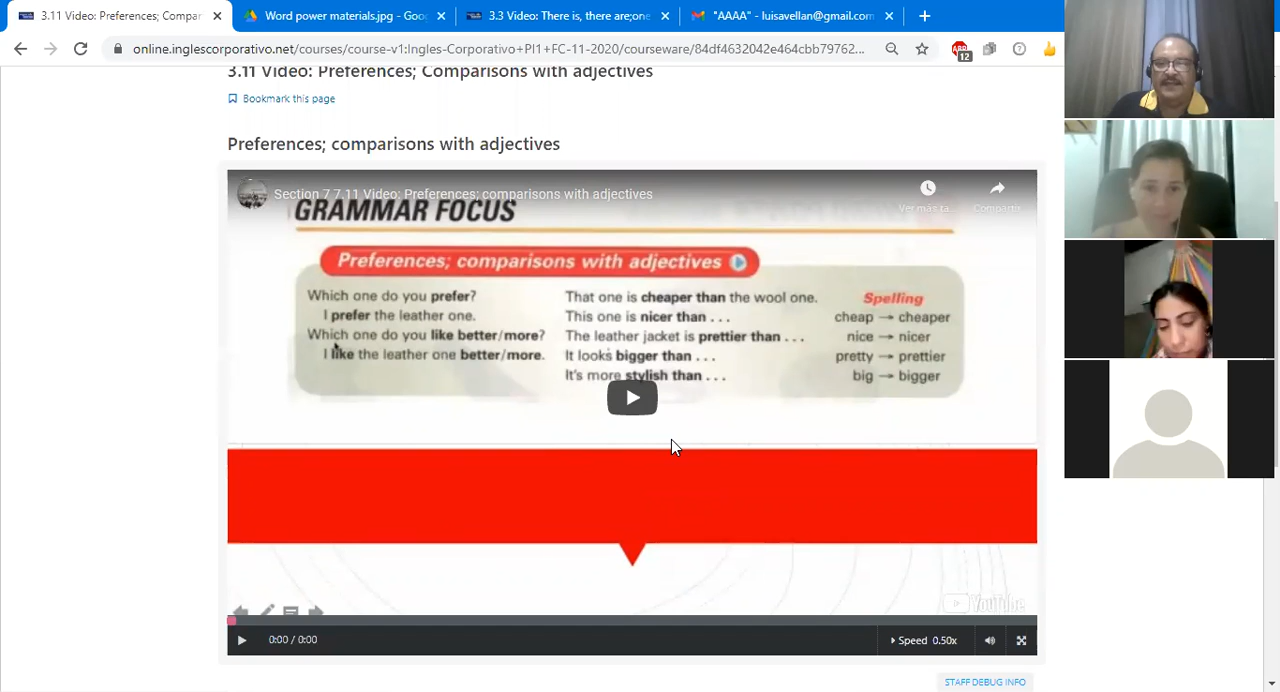 3.11 Video: Preferences; Compar
Word power materials.jpg - Goo
3.3 Video: There is, there are;one
"AAAA" - luisavellan@gmail.com
online.inglescorporativo.net/courses/course-v1:Ingles-Corporativo+PI1+FC-11-2020/courseware/84df4632042e464cbb79762...
12
3.11 Video: Preferences; Comparisons with adjectives
Bookmark this page
Preferences; comparisons with adjectives
Section 7 7.11 Video: Preferences; comparisons with adjectives
Ver más ta...
Compartir
GRAMMAR FOCUS
Preferences; comparisons with adjectives
Which one do you prefer?
I prefer the leather one.
Which one do you like better/more?
I like the leather one better/more.
That one is cheaper than the wool one.
This one is nicer than . . .
The leather jacket is prettier than . . .
It looks bigger than . . .
It's more stylish than . . .
Spelling
cheap → cheaper
nice → nicer
pretty → prettier
big → bigger
YouTube
0:00 / 0:00
Speed 0.50x
STAFF DEBUG INFO